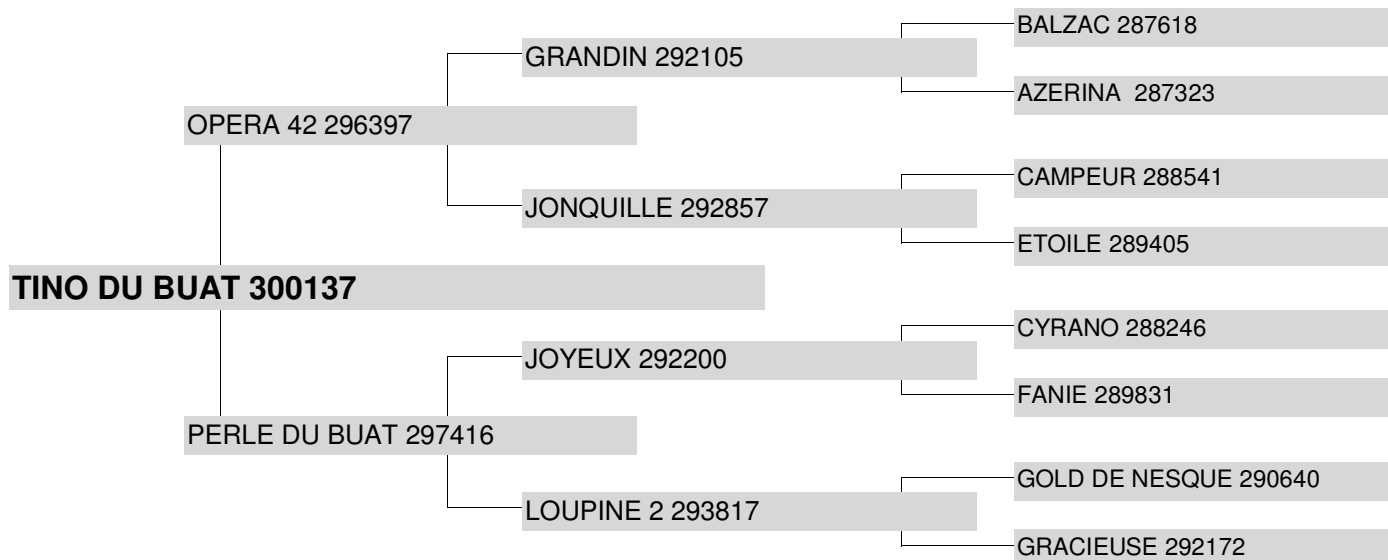 BALZAC 287618
GRANDIN 292105
AZERINA 287323
OPERA 42 296397
CAMPEUR 288541
JONQUILLE 292857
ETOILE 289405
TINO DU BUAT 300137
CYRANO 288246
JOYEUX 292200
FANIE 289831
PERLE DU BUAT 297416
GOLD DE NESQUE 290640
LOUPINE 2 293817
GRACIEUSE 292172